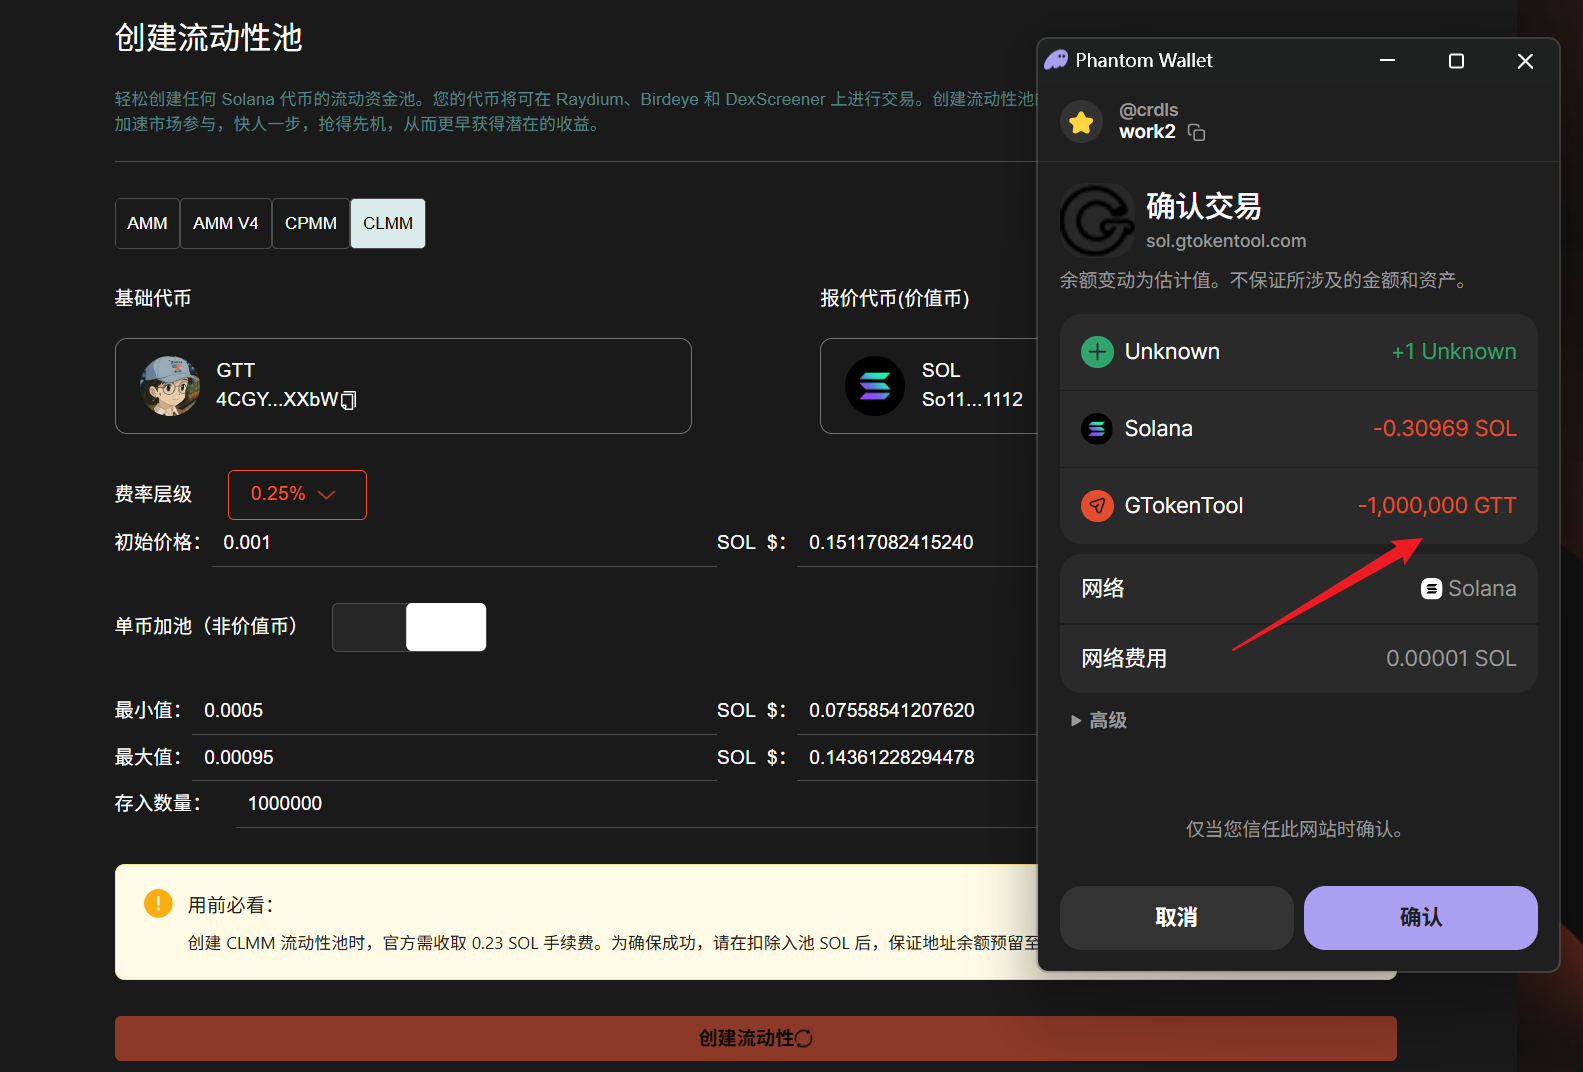 创建流动性池
轻松创建任何 Solana 代币的流动资金池。您的代币将可在 Raydium、Birdeye 和 DexScreener 上进行交易。创建流动性池
加速市场参与，快人一步，抢得先机，从而更早获得潜在的收益。
AMM
AMM V4
CPMM
CLMM
基础代币
报价代币(价值币)
GTT
4CGY...XXbW
SOL
So11...1112
费率层级
0.25%
初始价格：
0.001
SOL $：
0.15117082415240
单币加池（非价值币）
最小值：
0.0005
SOL $：
0.07558541207620
最大值：
0.00095
SOL $：
0.14361228294478
存入数量：
1000000
用前必看：
创建 CLMM 流动性池时，官方需收取 0.23 SOL 手续费。为确保成功，请在扣除入池 SOL 后，保证地址余额预留至
创建流动性
Phantom Wallet
@crdls
work2
确认交易
sol.gtokentool.com
余额变动为估计值。不保证所涉及的金额和资产。
Unknown
+1 Unknown
Solana
-0.30969 SOL
GTokenTool
-1,000,000 GTT
网络
Solana
网络费用
0.00001 SOL
高级
仅当您信任此网站时确认。
取消
确认